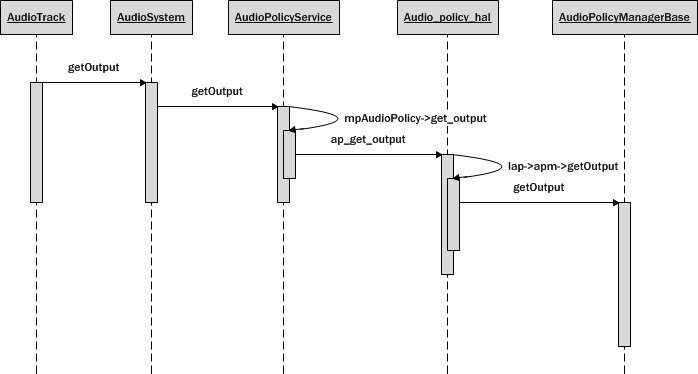 AudioTrack
AudioSystem
AudioPolicyService
Audio_policy_hal
AudioPolicyManagerBase
getOutput
getOutput
mpAudioPolicy->get_output
ap_get_output
lap->apm->getOutput
getOutput